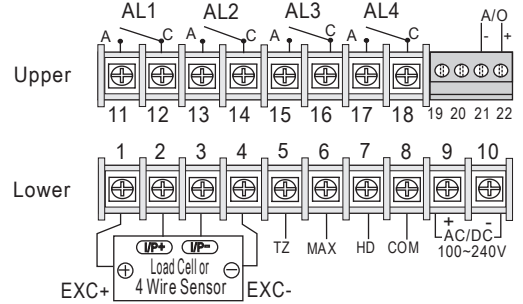 AL1 AL2 AL3 AL4 A/O
A C A C A C A C - +
Upper
11 12 13 14 15 16 17 18 19 20 21 22
1 2 3 4 5 6 7 8 9 10
Lower
I/P+ I/P- TZ MAX HD COM + -
AC/DC
100~240V
+ Load Cell or -
4 Wire Sensor
EXC+ EXC-